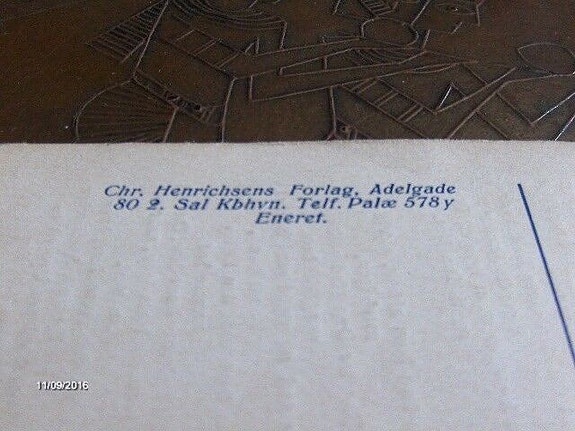 Chr. Henrichsens Forlag, Adelgade
80 2. Sal Kbhvn. Telf. Palæ 578y
Eneret.
11/09/2016